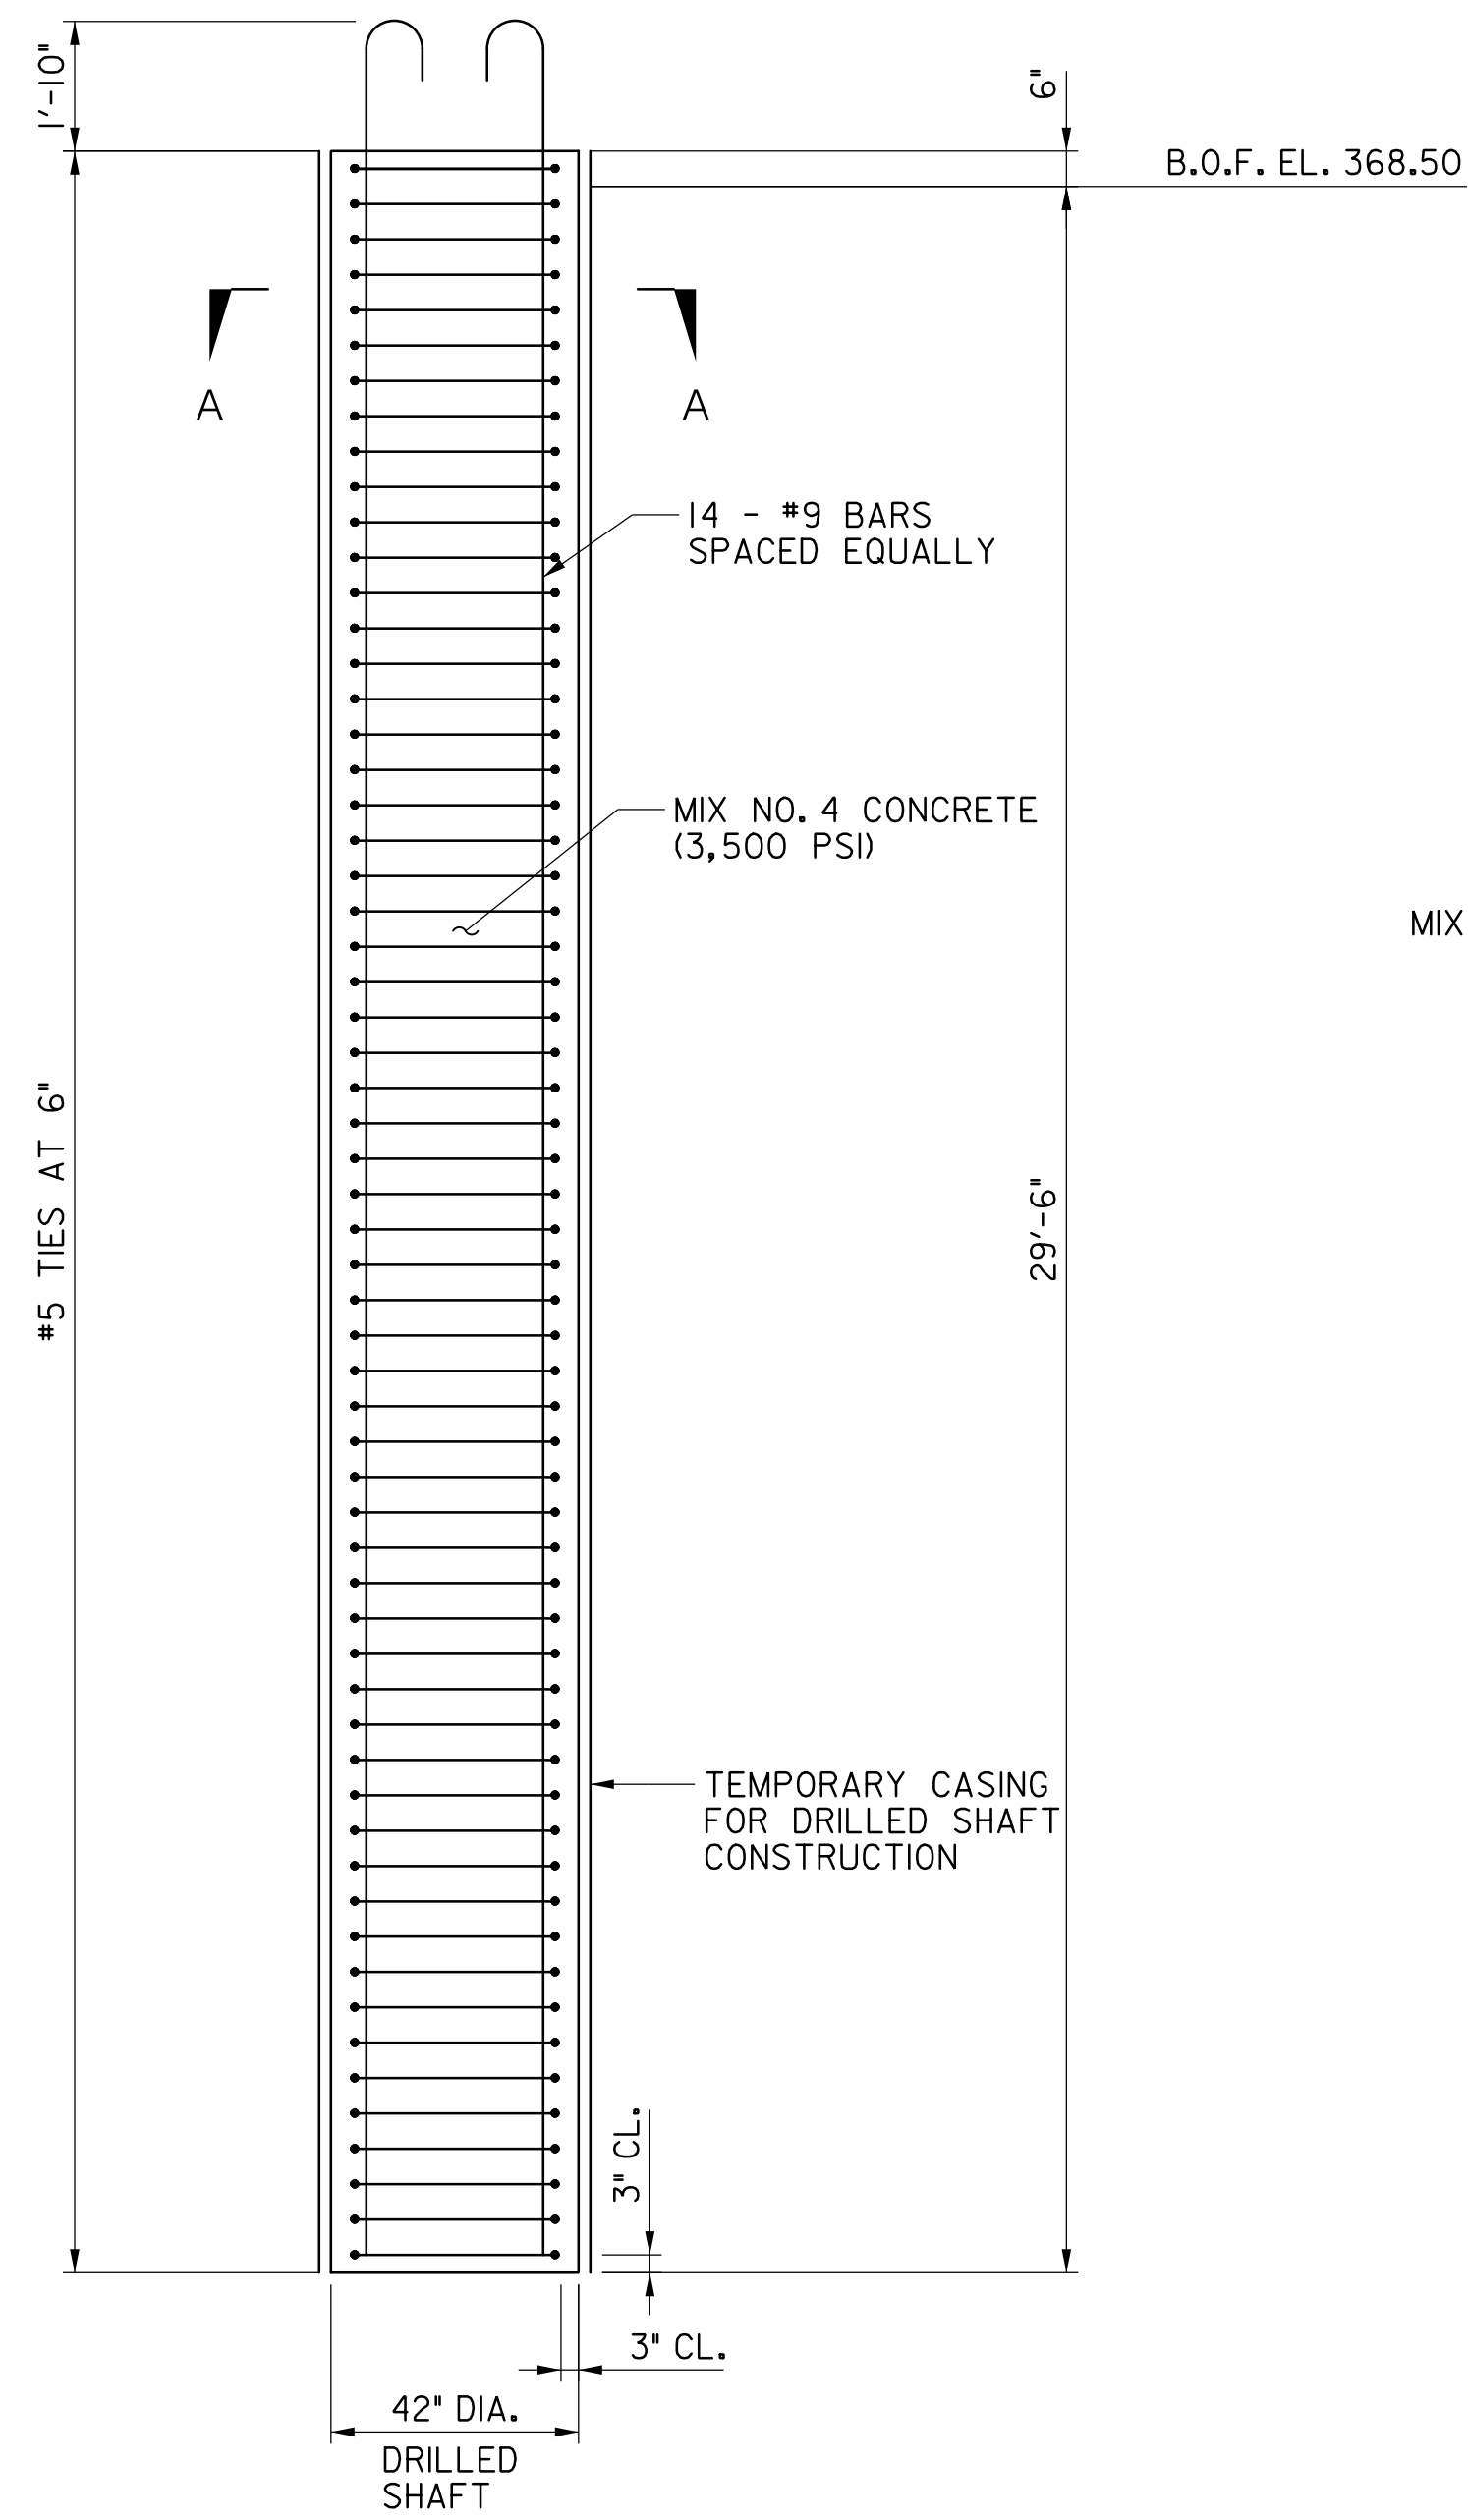 1'-10"
6"
B.O.F. EL. 368.50
A
A
14 - #9 BARS
SPACED EQUALLY
MIX NO. 4 CONCRETE
(3,500 PSI)
MIX
#5 TIES AT 6"
29'-6"
TEMPORARY CASING
FOR DRILLED SHAFT
CONSTRUCTION
3" CL.
3" CL.
42" DIA.
DRILLED
SHAFT